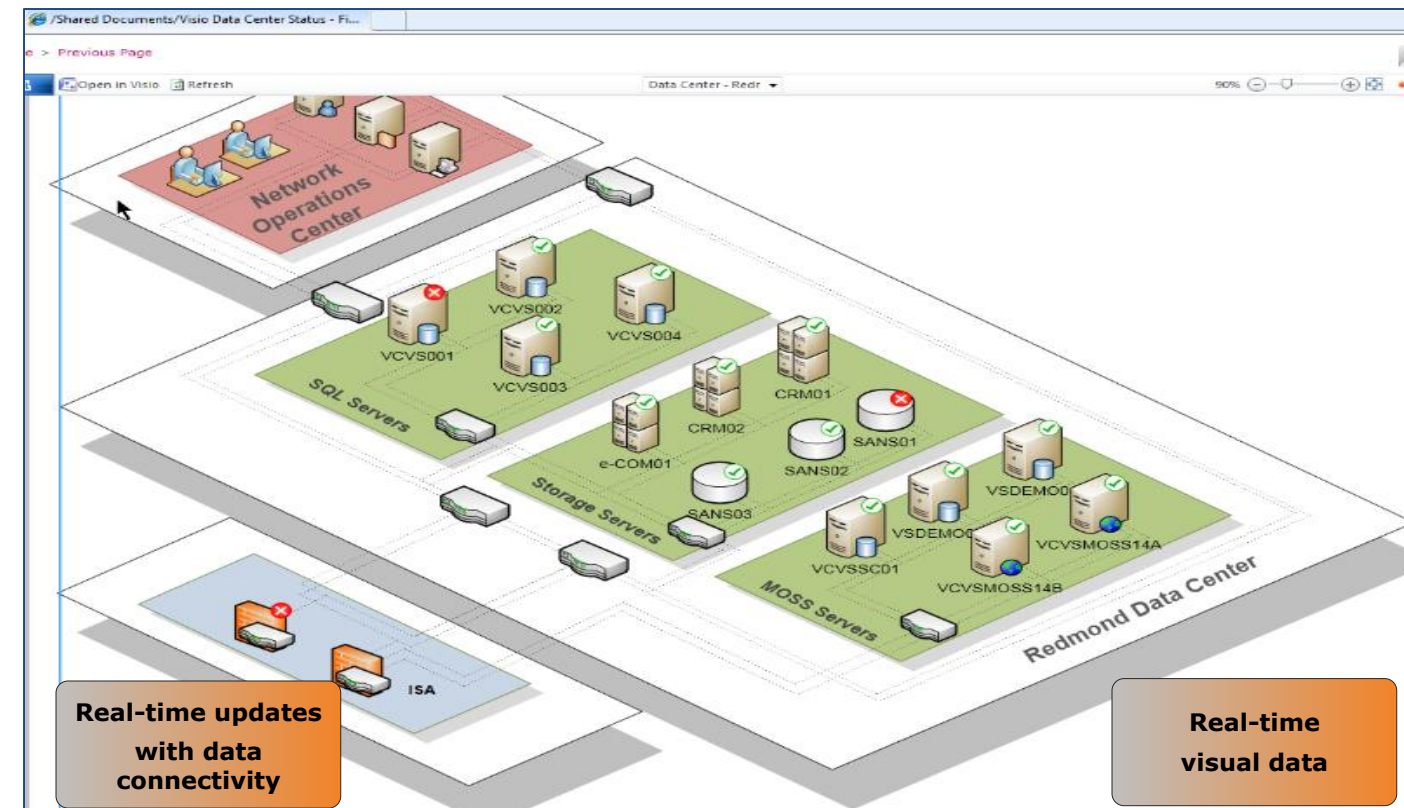 /Shared Documents/Visio Data Center Status - Fi...
> Previous Page
Open in Visio Refresh
Data Center - Redr
90%
Network
Operations
Center
VCVS002
VCVS004
VCVS001
VCVS003
SQL Servers
CRM01
CRM02
SANS01
e-COM01
SANS02
SANS03
Storage Servers
VSDEMO0
VSDEMO0
VCVSMOSS14A
VCVSSC01
VCVSMOSS14B
MOSS Servers
Redmond Data Center
ISA
Real-time updates
with data
connectivity
Real-time
visual data